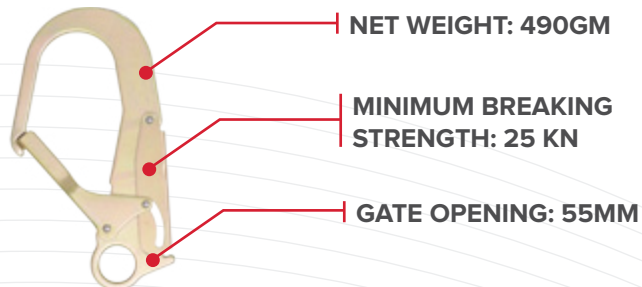 NET WEIGHT: 490GM
MINIMUM BREAKING
STRENGTH: 25 KN
GATE OPENING: 55MM